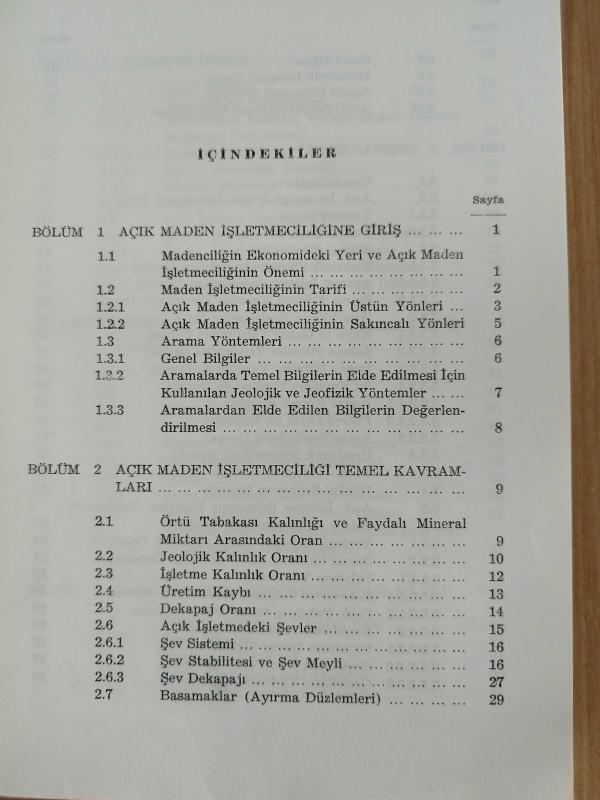 İÇİNDEKİLER
Sayfa
BÖLÜM 1 AÇIK MADEN İŞLETMECİLİĞİNE GİRİŞ ... ... ... 1
1.1 Madenciliğin Ekonomideki Yeri ve Açık Maden
İşletmeciliğinin Önemi ... ... ... ... ... ... ... ... 1
1.2 Maden İşletmeciliğinin Tarifi ... ... ... ... ... ... 2
1.2.1 Açık Maden İşletmeciliğinin Üstün Yönleri ... ... 3
1.2.2 Açık Maden İşletmeciliğinin Sakıncalı Yönleri 5
1.3 Arama Yöntemleri ... ... ... ... ... ... ... ... ... 6
1.3.1 Genel Bilgiler ... ... ... ... ... ... ... ... ... ... 6
1.3.2 Aramalarda Temel Bilgilerin Elde Edilmesi İçin
Kullanılan Jeolojik ve Jeofizik Yöntemler ... ... 7
1.3.3 Aramalardan Elde Edilen Bilgilerin Değerlen-
dirilmesi ... ... ... ... ... ... ... ... ... ... ... ... 8
BÖLÜM 2 AÇIK MADEN İŞLETMECİLİĞİ TEMEL KAVRAM-
LARI ... ... ... ... ... ... ... ... ... ... ... ... ... ... ... 9
2.1 Örtü Tabakası Kalınlığı ve Faydalı Mineral
Miktarı Arasındaki Oran ... ... ... ... ... ... ... 9
2.2 Jeolojik Kalınlık Oranı ... ... ... ... ... ... ... ... 10
2.3 İşletme Kalınlık Oranı ... ... ... ... ... ... ... ... 12
2.4 Üretim Kaybı ... ... ... ... ... ... ... ... ... ... 13
2.5 Dekapaj Oranı ... ... ... ... ... ... ... ... ... ... 14
2.6 Açık İşletmedeki Şevler ... ... ... ... ... ... ... 15
2.6.1 Şev Sistemi ... ... ... ... ... ... ... ... ... ... ... 16
2.6.2 Şev Stabilitesi ve Şev Meyli ... ... ... ... ... ... 16
2.6.3 Şev Dekapajı ... ... ... ... ... ... ... ... ... ... ... 27
2.7 Basamaklar (Ayırma Düzlemleri) ... ... ... ... 29